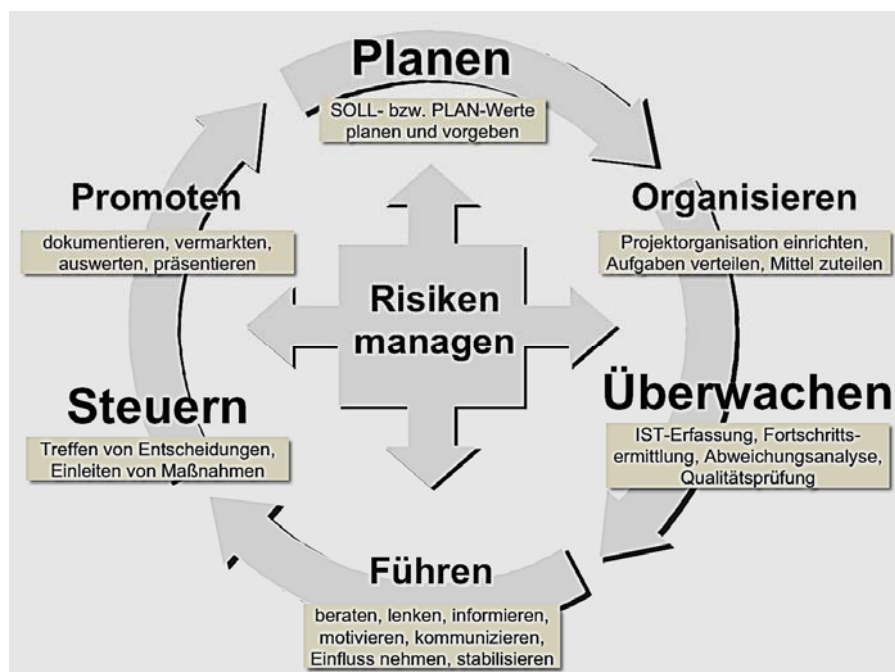 Planen
SOLL- bzw. PLAN-Werte
planen und vorgeben
Organisieren
Projektorganisation einrichten,
Aufgaben verteilen, Mittel zuteilen
Überwachen
IST-Erfassung, Fortschritts-
ermittlung, Abweichungsanalyse,
Qualitätsprüfung
Führen
beraten, lenken, informieren,
motivieren, kommunizieren,
Einfluss nehmen, stabilisieren
Steuern
Treffen von Entscheidungen,
Einleiten von Maßnahmen
Promoten
dokumentieren, vermarkten,
auswerten, präsentieren
Risiken
managen